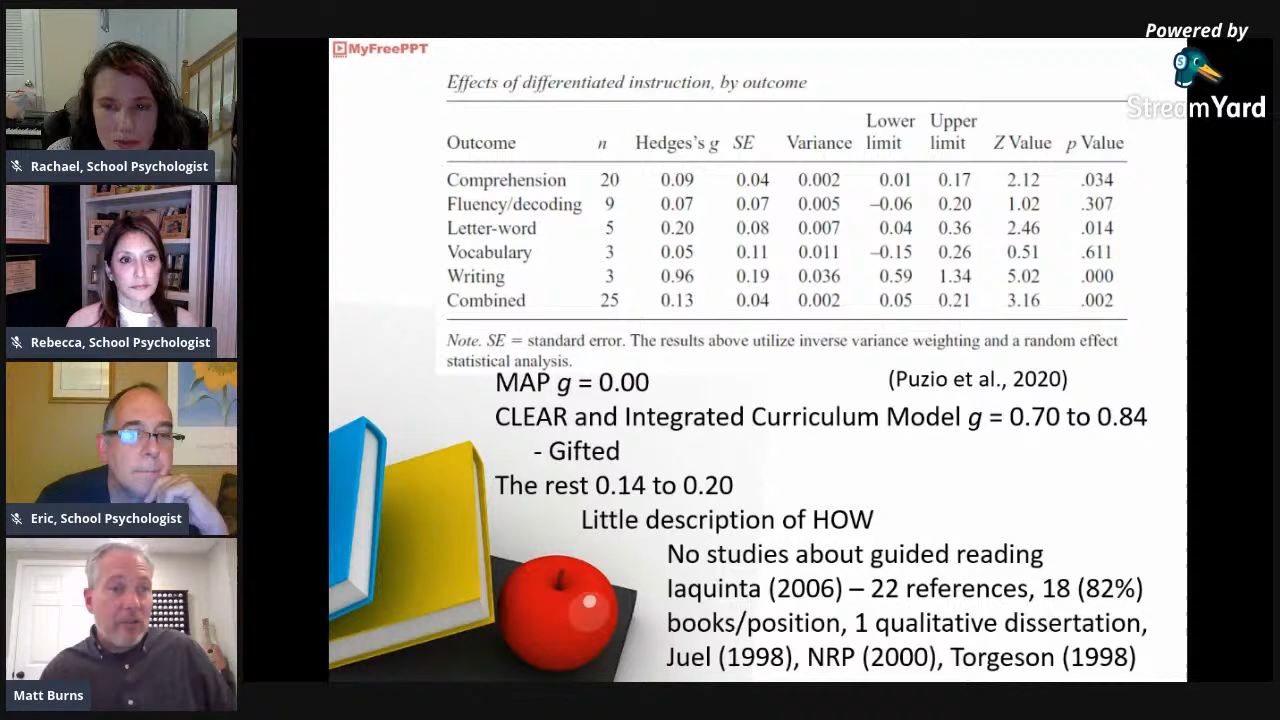 Rachael, School Psychologist
Rebecca, School Psychologist
Eric, School Psychologist
Matt Burns
MyFreePPT
Effects of differentiated instruction, by outcome
Outcome n Hedges's g SE Variance Lower limit Upper limit Z Value p Value
Comprehension 20 0.09 0.04 0.002 0.01 0.17 2.12 .034
Fluency/decoding 9 0.07 0.07 0.005 –0.06 0.20 1.02 .307
Letter-word 5 0.20 0.08 0.007 0.04 0.36 2.46 .014
Vocabulary 3 0.05 0.11 0.011 –0.15 0.26 0.51 .611
Writing 3 0.96 0.19 0.036 0.59 1.34 5.02 .000
Combined 25 0.13 0.04 0.002 0.05 0.21 3.16 .002
Note. SE = standard error. The results above utilize inverse variance weighting and a random effect
statistical analysis.
MAP g = 0.00 (Puzio et al., 2020)
CLEAR and Integrated Curriculum Model g = 0.70 to 0.84
- Gifted
The rest 0.14 to 0.20
Little description of HOW
No studies about guided reading
Iaquinta (2006) – 22 references, 18 (82%)
books/position, 1 qualitative dissertation,
Juel (1998), NRP (2000), Torgeson (1998)
Powered by
StreamYard